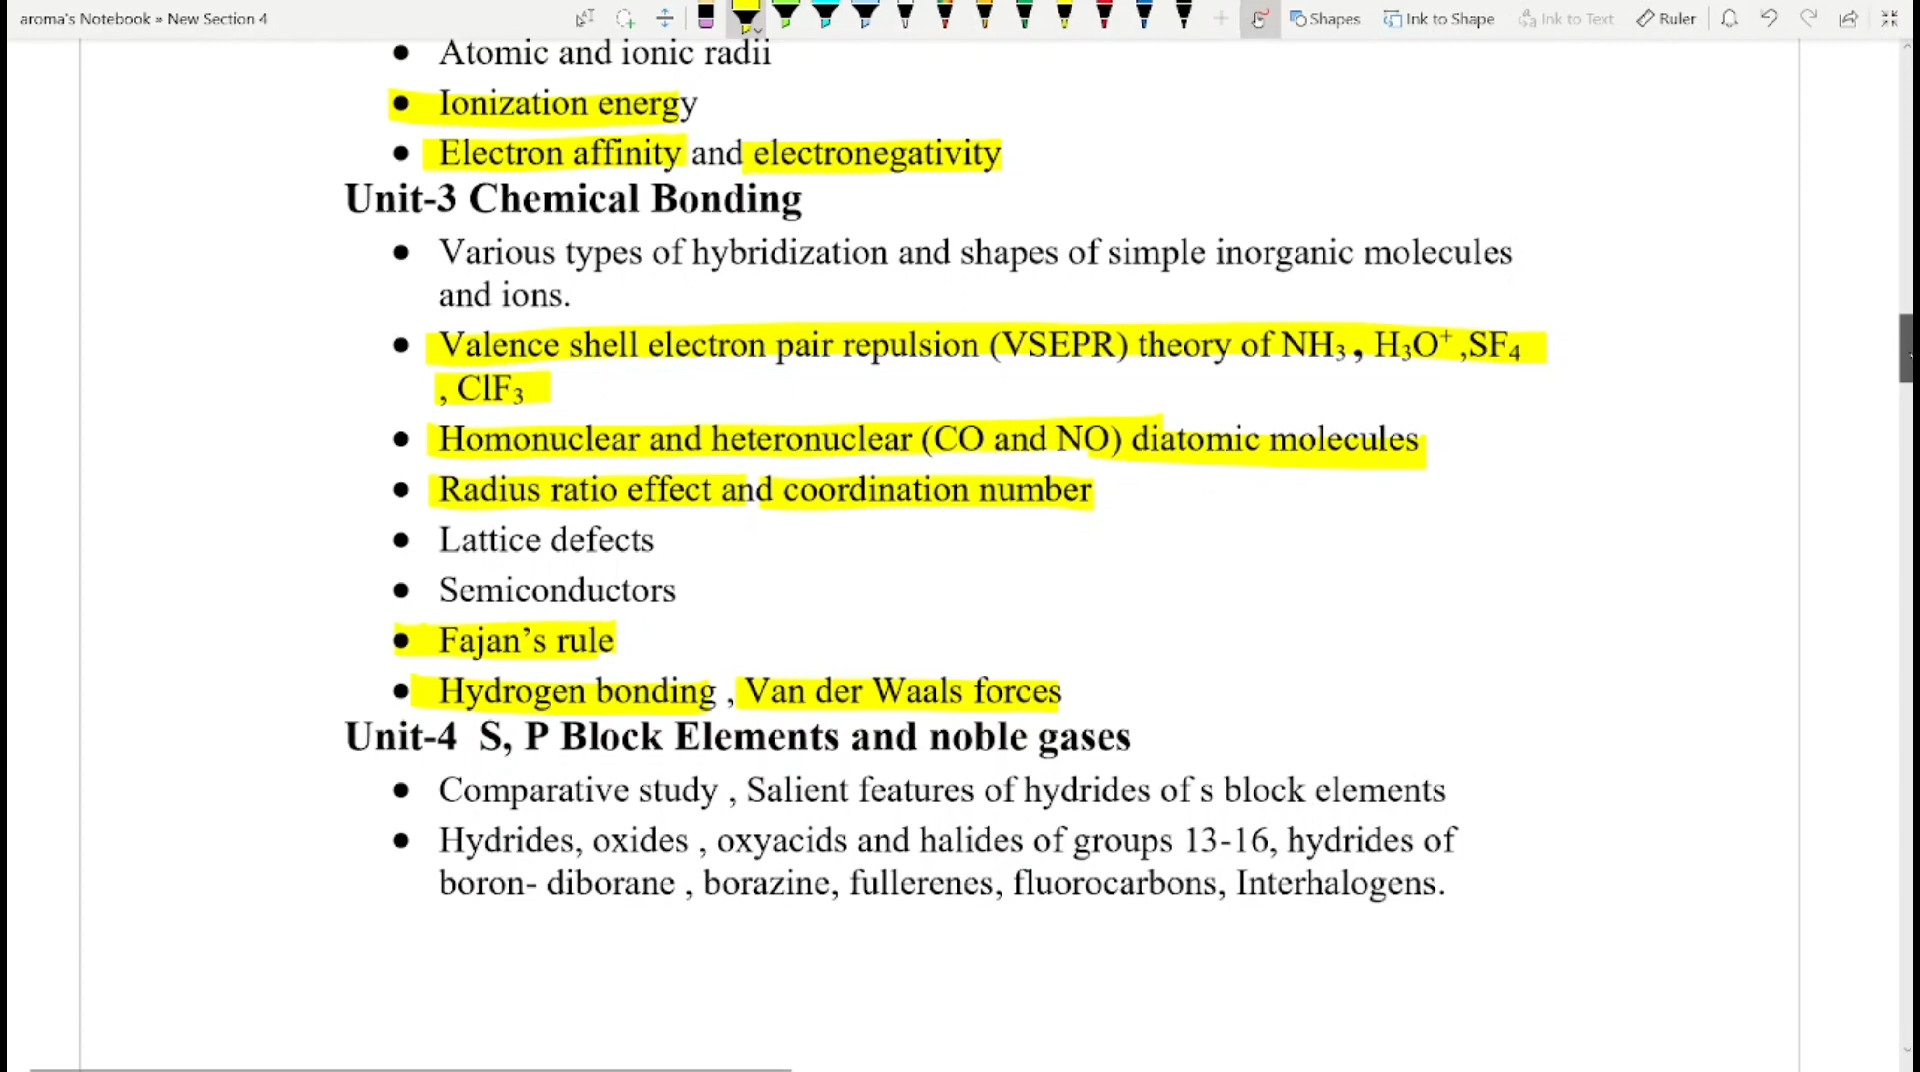 aroma's Notebook » New Section 4
Shapes Ink to Shape Ink to Text Ruler
• Atomic and ionic radii
• Ionization energy
• Electron affinity and electronegativity
Unit-3 Chemical Bonding
• Various types of hybridization and shapes of simple inorganic molecules
and ions.
• Valence shell electron pair repulsion (VSEPR) theory of NH₃ , H₃O⁺ ,SF₄
, ClF₃
• Homonuclear and heteronuclear (CO and NO) diatomic molecules
• Radius ratio effect and coordination number
• Lattice defects
• Semiconductors
• Fajan’s rule
• Hydrogen bonding , Van der Waals forces
Unit-4 S, P Block Elements and noble gases
• Comparative study , Salient features of hydrides of s block elements
• Hydrides, oxides , oxyacids and halides of groups 13-16, hydrides of
boron- diborane , borazine, fullerenes, fluorocarbons, Interhalogens.